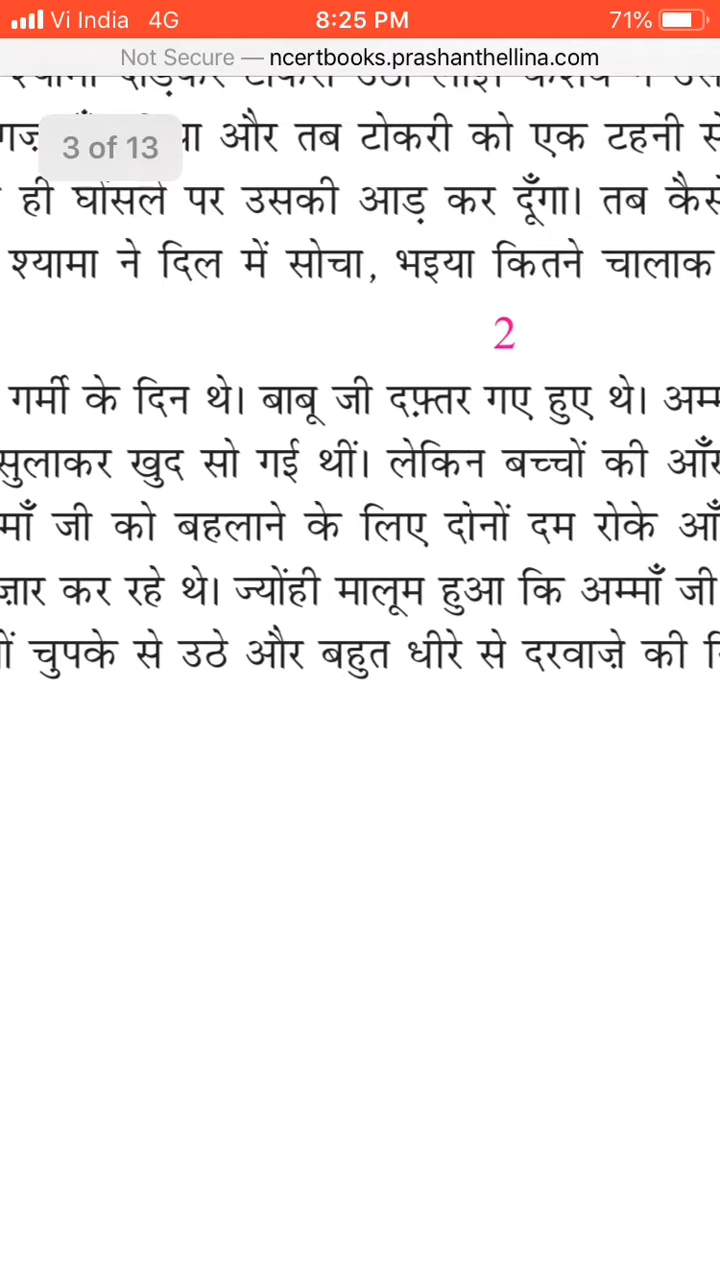 Vi India 4G 8:25 PM 71%
Not Secure — ncertbooks.prashanthellina.com
3 of 13
और तब टोकरी को एक टहनी से
ही घोंसले पर उसकी आड़ कर दूँगा। तब कैसे
श्यामा ने दिल में सोचा, भइया कितने चालाक
2
गर्मी के दिन थे। बाबू जी दफ़्तर गए हुए थे।
सुलाकर खुद सो गई थीं। लेकिन बच्चों की
जी को बहलाने के लिए दोनों दम रोके
कर रहे थे। ज्योंही मालूम हुआ कि अम्माँ जी
चुपके से उठे और बहुत धीरे से दरवाज़े की